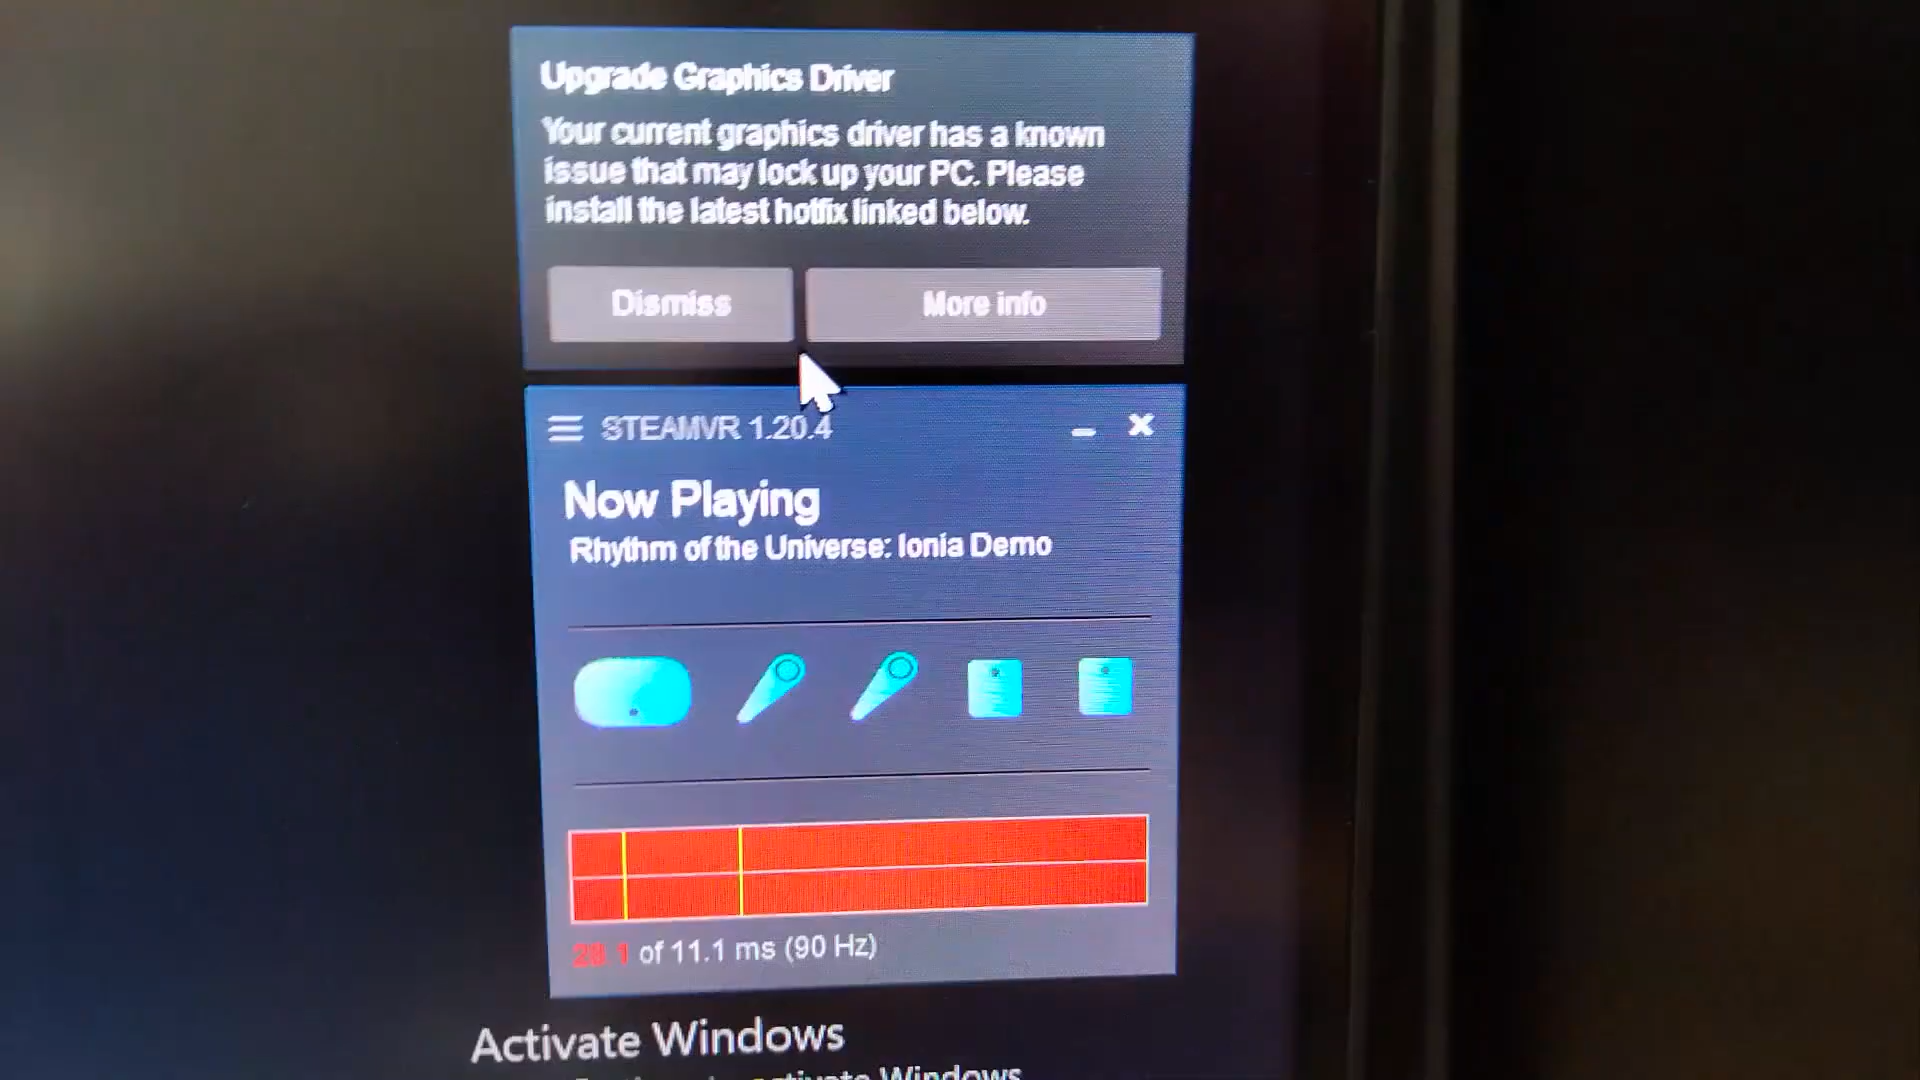 Upgrade Graphics Driver
Your current graphics driver has a known
issue that may lock up your PC. Please
install the latest hotfix linked below.
Dismiss
More info
STEAMVR 1.20.4
Now Playing
Rhythm of the Universe: Ionia Demo
of 11.1 ms (90 Hz)
Activate Windows
activate Windows